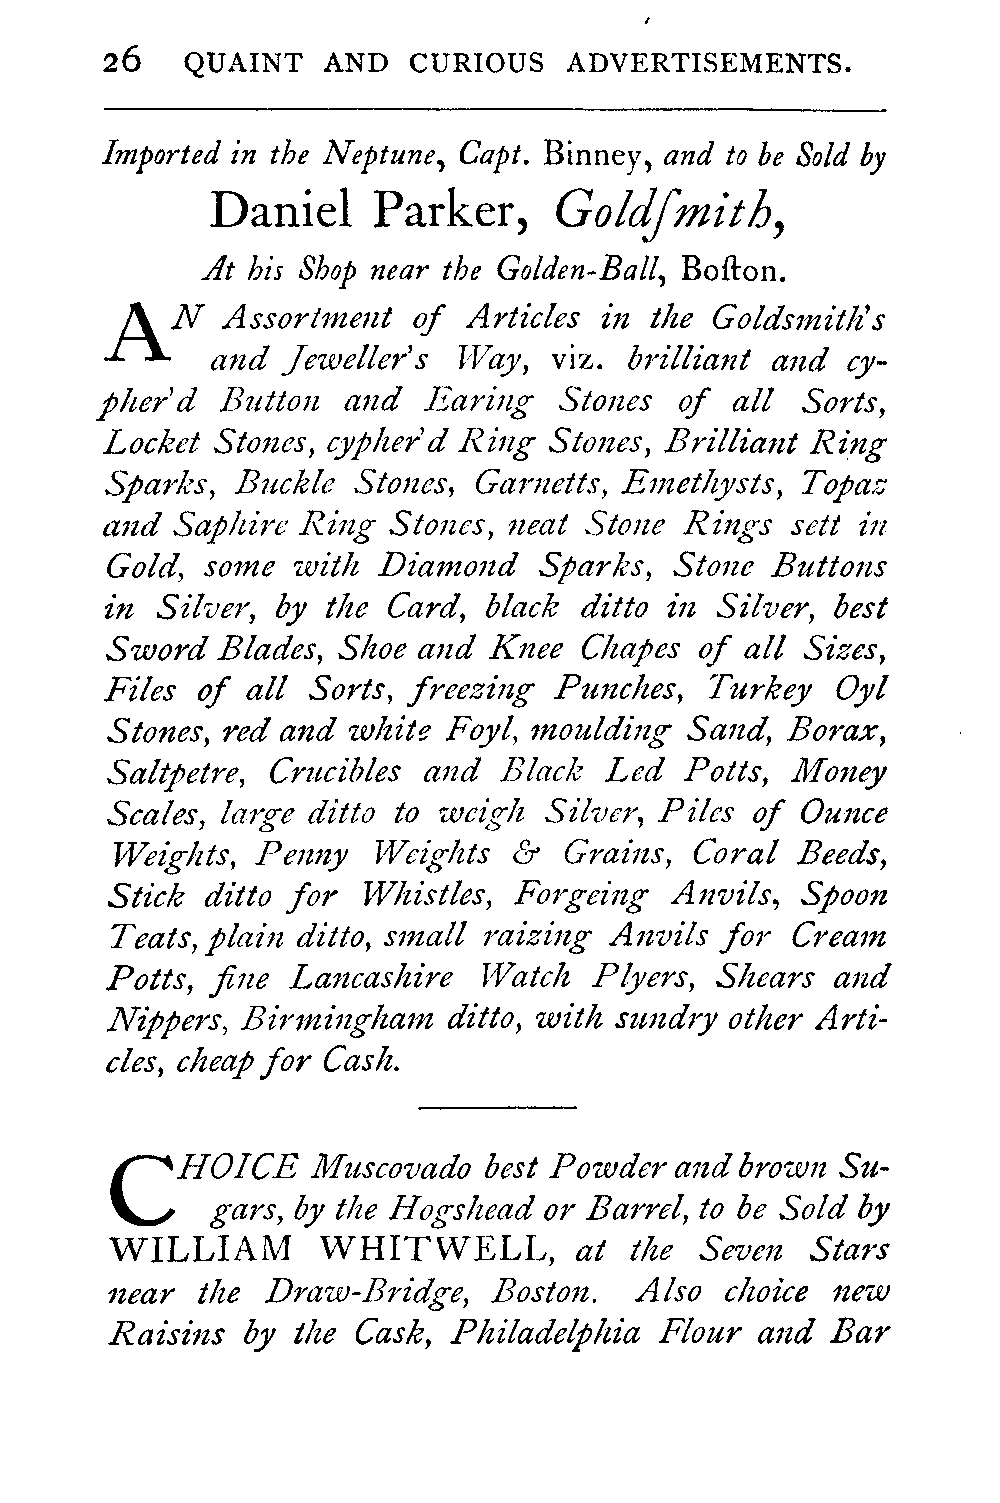 26 QUAINT AND CURIOUS ADVERTISEMENTS.
Imported in the Neptune, Capt. Binney, and to be Sold by
Daniel Parker, Goldſmith,
At his Shop near the Golden-Ball, Boſton.
AN Assortment of Articles in the Goldsmith's
and Jeweller's Way, viz. brilliant and cy-
pher'd Button and Earing Stones of all Sorts,
Locket Stones, cypher'd Ring Stones, Brilliant Ring
Sparks, Buckle Stones, Garnetts, Emethysts, Topaz
and Saphire Ring Stones, neat Stone Rings sett in
Gold, some with Diamond Sparks, Stone Buttons
in Silver, by the Card, black ditto in Silver, best
Sword Blades, Shoe and Knee Chapes of all Sizes,
Files of all Sorts, freezing Punches, Turkey Oyl
Stones, red and white Foyl, moulding Sand, Borax,
Saltpetre, Crucibles and Black Led Potts, Money
Scales, large ditto to weigh Silver, Piles of Ounce
Weights, Penny Weights & Grains, Coral Beeds,
Stick ditto for Whistles, Forgeing Anvils, Spoon
Teats, plain ditto, small raizing Anvils for Cream
Potts, fine Lancashire Watch Plyers, Shears and
Nippers, Birmingham ditto, with sundry other Arti-
cles, cheap for Cash.
CHOICE Muscovado best Powder and brown Su-
gars, by the Hogshead or Barrel, to be Sold by
WILLIAM WHITWELL, at the Seven Stars
near the Draw-Bridge, Boston. Also choice new
Raisins by the Cask, Philadelphia Flour and Bar